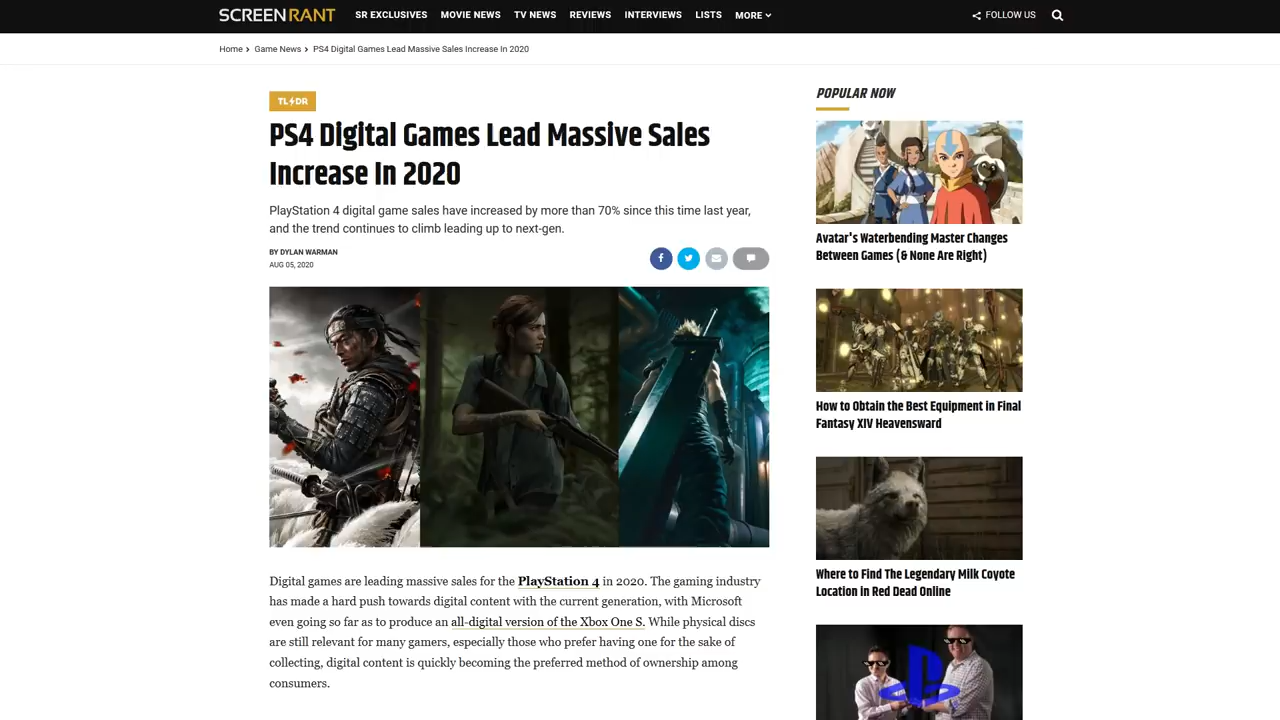 SCREENRANT
SR EXCLUSIVES
MOVIE NEWS
TV NEWS
REVIEWS
INTERVIEWS
LISTS
MORE
FOLLOW US
Home
Game News
PS4 Digital Games Lead Massive Sales Increase In 2020
TL DR
PS4 Digital Games Lead Massive Sales
Increase In 2020
PlayStation 4 digital game sales have increased by more than 70% since this time last year,
and the trend continues to climb leading up to next-gen.
BY DYLAN WARMAN
AUG 05, 2020
Digital games are leading massive sales for the PlayStation 4 in 2020. The gaming industry
has made a hard push towards digital content with the current generation, with Microsoft
even going so far as to produce an all-digital version of the Xbox One S. While physical discs
are still relevant for many gamers, especially those who prefer having one for the sake of
collecting, digital content is quickly becoming the preferred method of ownership among
consumers.
POPULAR NOW
Avatar's Waterbending Master Changes
Between Games (& None Are Right)
How to Obtain the Best Equipment in Final
Fantasy XIV Heavensward
Where to Find The Legendary Milk Coyote
Location in Red Dead Online